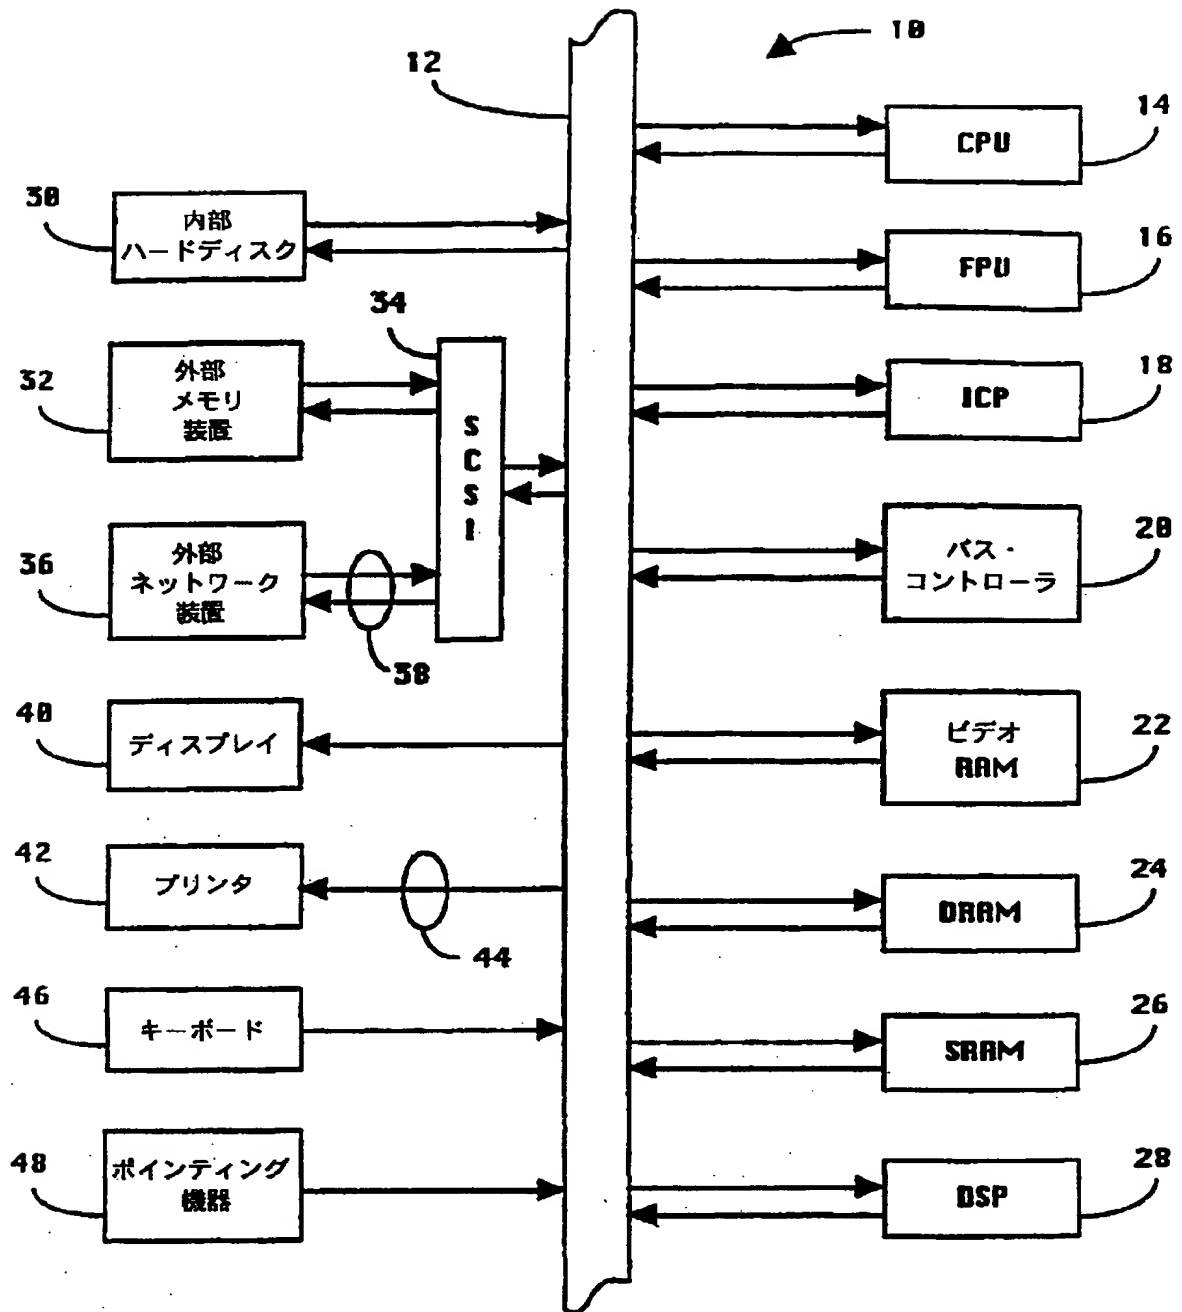 10
12
14
CPU
30
内部
ハードディスク
16
FPU
34
32
外部
メモリ
装置
18
ICP
S
C
S
I
36
外部
ネットワーク
装置
38
20
バス・
コントローラ
40
ディスプレイ
22
ビデオ
RAM
42
プリンタ
44
24
DRAM
46
キーボード
26
SRAM
48
ポインティング
機器
28
DSP